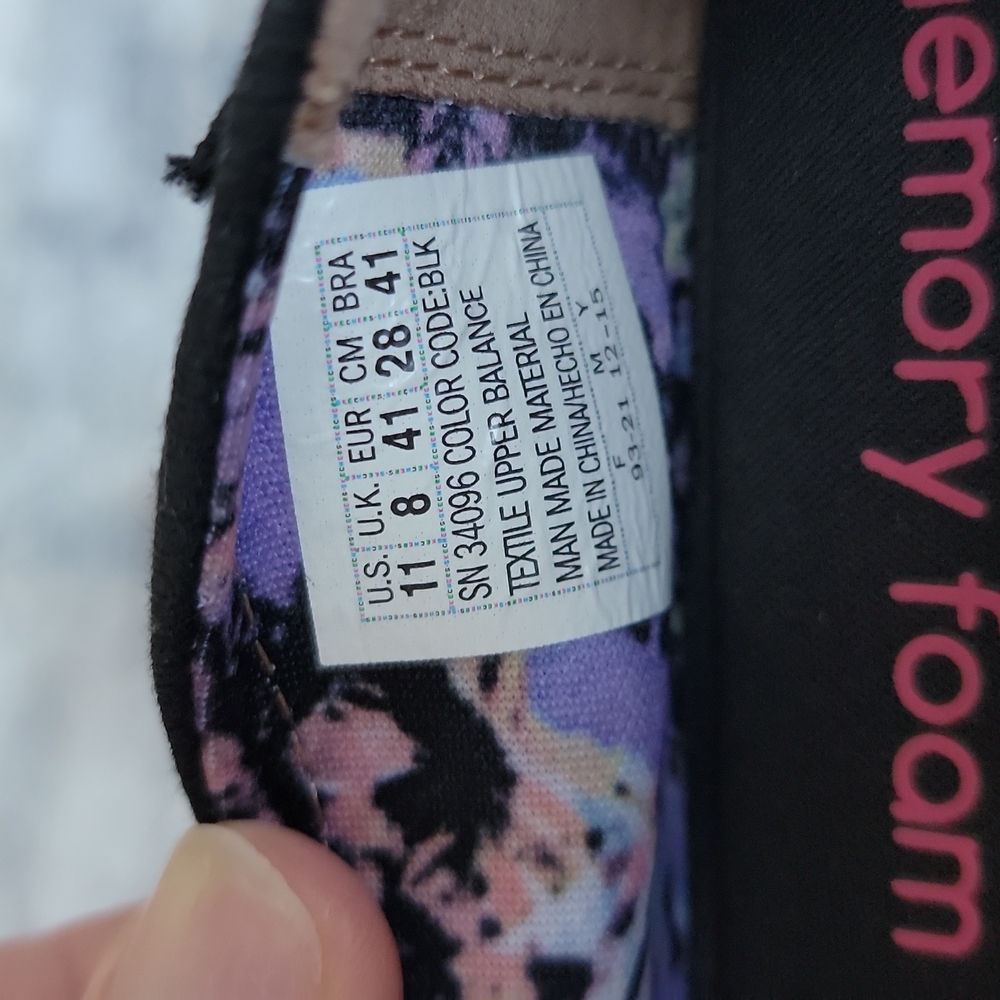 U.S. U.K. EUR CM BRA
11 8 41 28 41
SN 34096 COLOR CODE:BLK
TEXTILE UPPER BALANCE
MAN MADE MATERIAL
MADE IN CHINA/HECHO EN CHINA
F M Y
93-21 12-15
emory foam